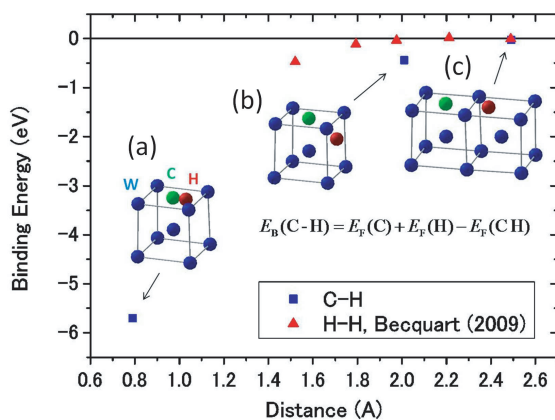 0
-1
-2
-3
-4
-5
-6
Binding Energy (eV)
(a)
W
C
H
(b)
(c)
E_B(C-H) = E_F(C) + E_F(H) − E_F(CH)
C-H
H-H, Becquart (2009)
0.6 0.8 1.0 1.2 1.4 1.6 1.8 2.0 2.2 2.4 2.6 2.8
Distance (A)